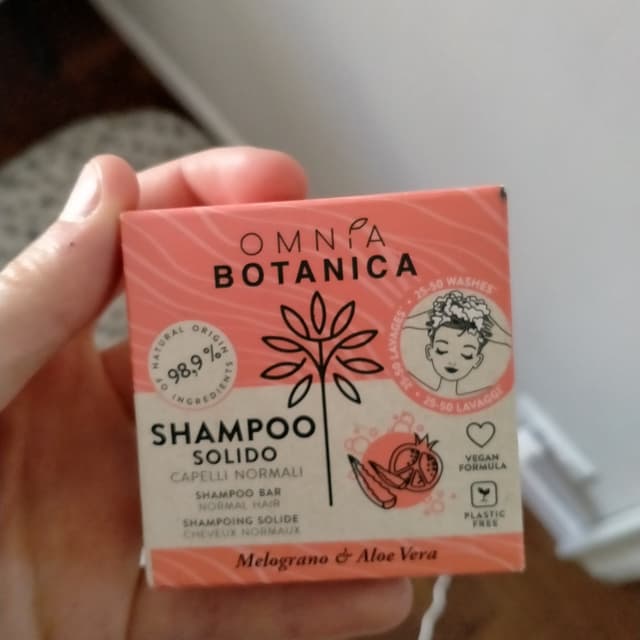 OMNIA
BOTANICA
98,9 %
OF NATURAL ORIGIN
INGREDIENTS
25-50 WASHES*
25-50 LAVAGES*
25-50 LAVAGGI*
SHAMPOO
SOLIDO
CAPELLI NORMALI
SHAMPOO BAR
NORMAL HAIR
SHAMPOING SOLIDE
CHEVEUX NORMAUX
VEGAN
FORMULA
PLASTIC
FREE
Melograno & Aloe Vera